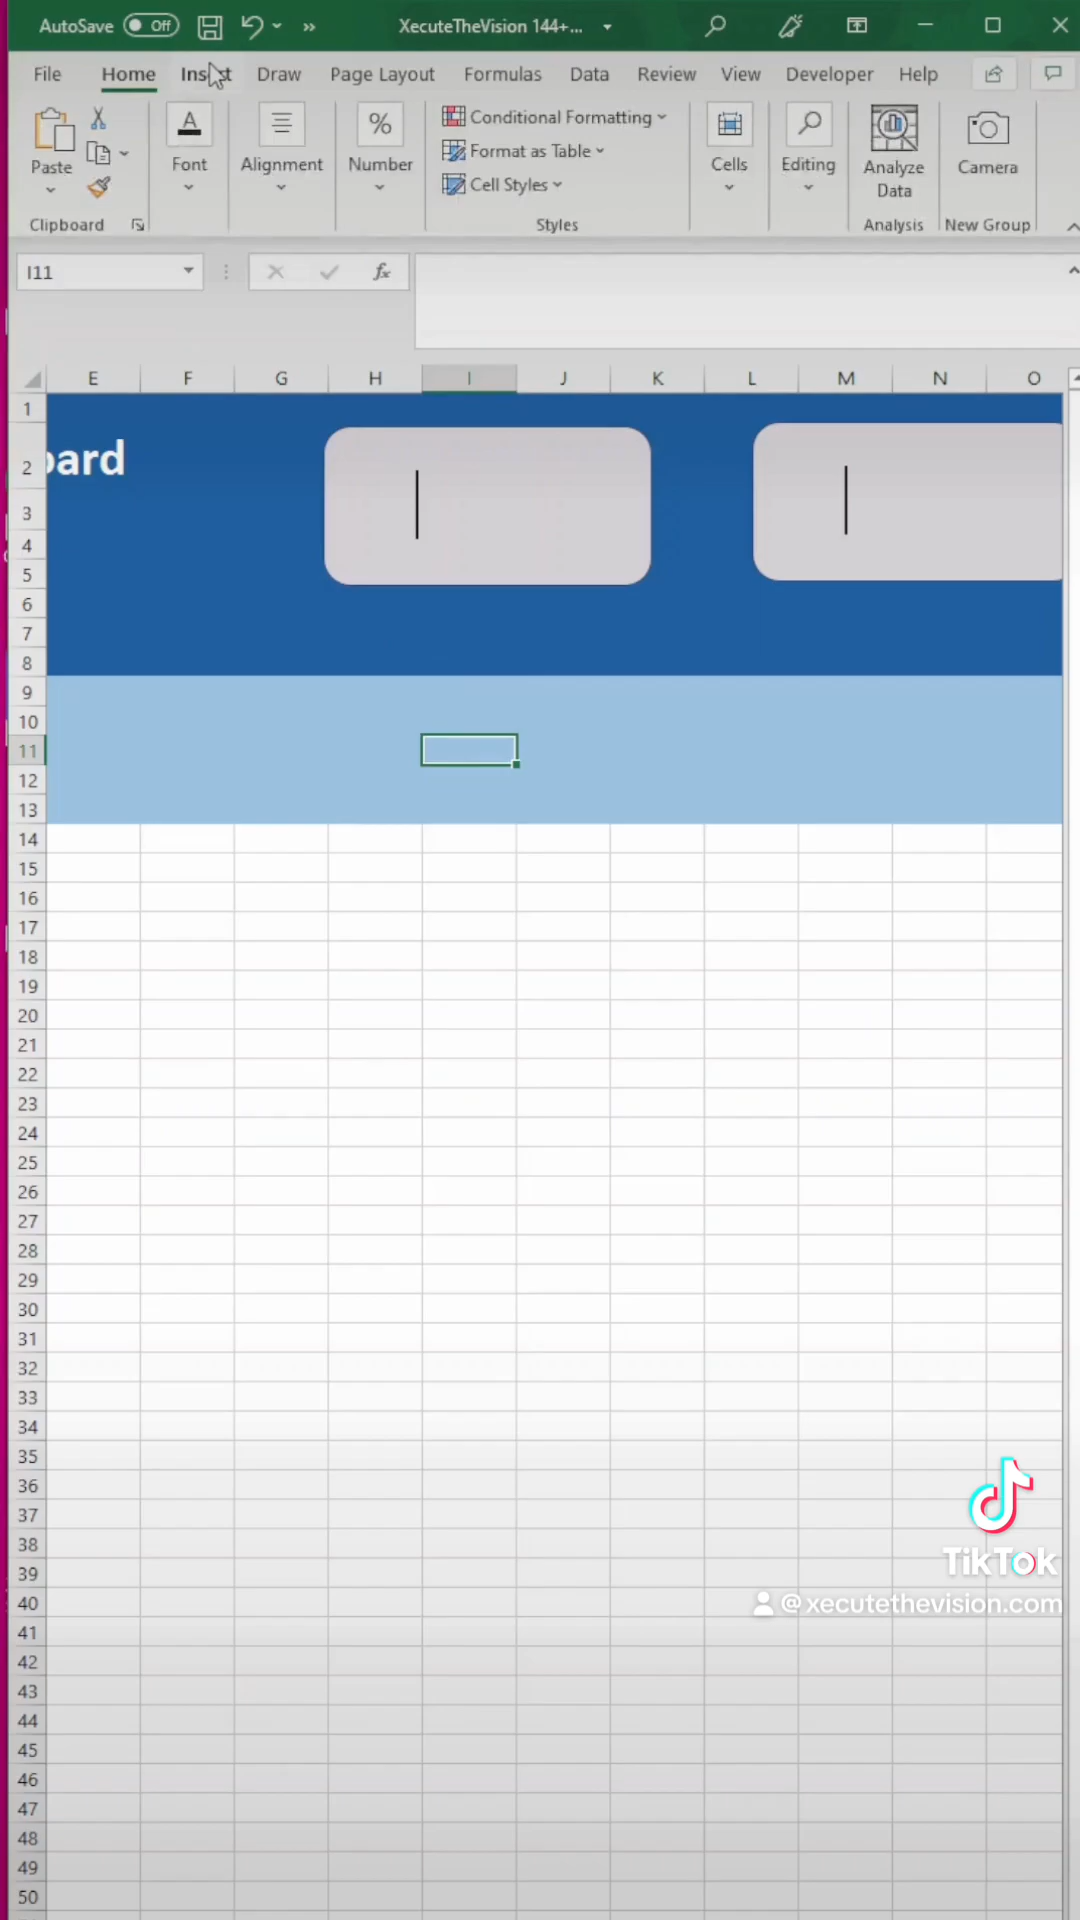 AutoSave Off XecuteTheVision 144+...
File Home Insert Draw Page Layout Formulas Data Review View Developer Help
Paste
Clipboard
Font
Alignment
%
Number
Conditional Formatting
Format as Table
Cell Styles
Styles
Cells
Editing
Analyze
Data
Analysis
Camera
New Group
I11
fx
E F G H I J K L M N O
1
2
oard
3
4
5
6
7
8
9
10
11
12
13
14
15
16
17
18
19
20
21
22
23
24
25
26
27
28
29
30
31
32
33
34
35
36
37
38
39
40
41
42
43
44
45
46
47
48
49
50
TikTok
@xecutethevision.com